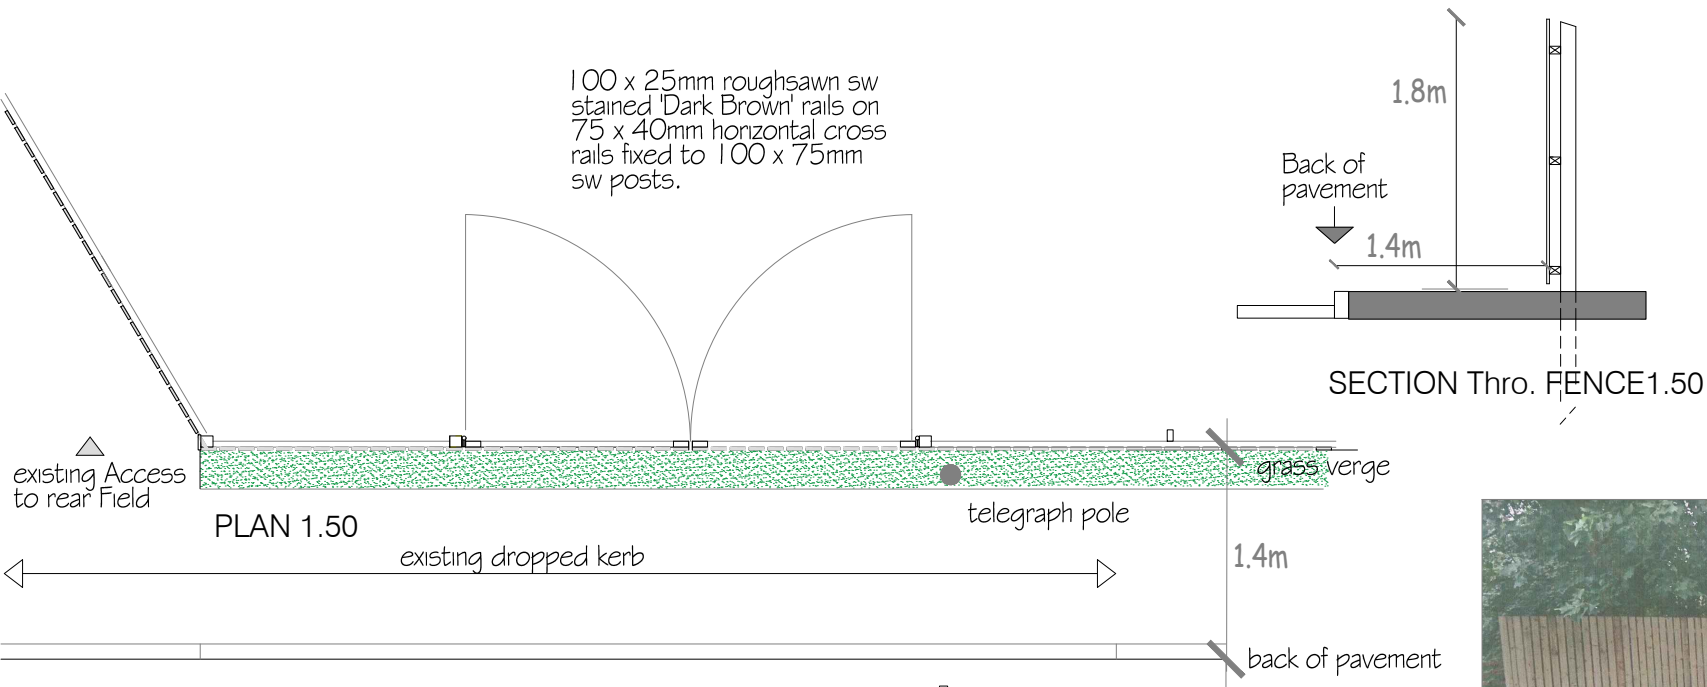 100 x 25mm roughsawn sw
stained 'Dark Brown' rails on
75 x 40mm horizontal cross
rails fixed to 100 x 75mm
sw posts.
1.8m
Back of
pavement
1.4m
SECTION Thro. FENCE1.50
existing Access
to rear Field
grass verge
telegraph pole
PLAN 1.50
existing dropped kerb
1.4m
back of pavement